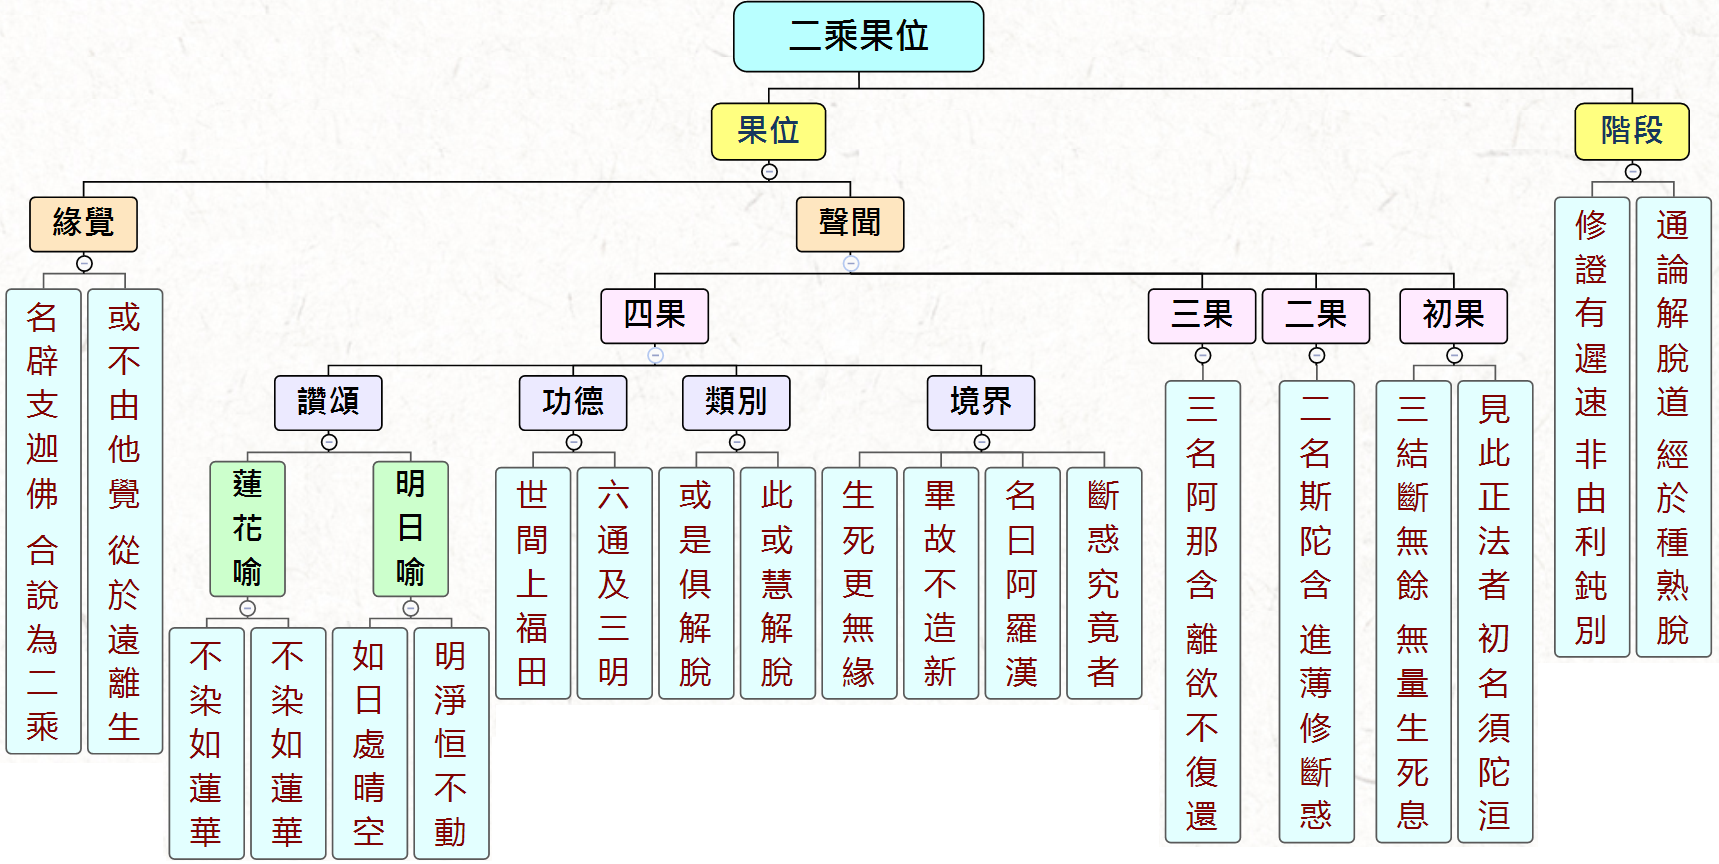 二乘果位
果位
階段
緣覺
聲聞
四果
三果
二果
初果
讚頌
功德
類別
境界
蓮花喻
明日喻
通論解脫道 經於種熟脫
修證有遲速 非由利鈍別
見此正法者 初名須陀洹
三結斷無餘 無量生死息
二名斯陀含 進薄修斷惑
三名阿那含 離欲不復還
斷惑究竟者
名曰阿羅漢
畢故不造新
生死更無緣
此或慧解脫
或是俱解脫
六通及三明
世間上福田
明淨恒不動
如日處晴空
不染如蓮華
不染如蓮華
或不由他覺 從於遠離生
名辟支迦佛 合說為二乘